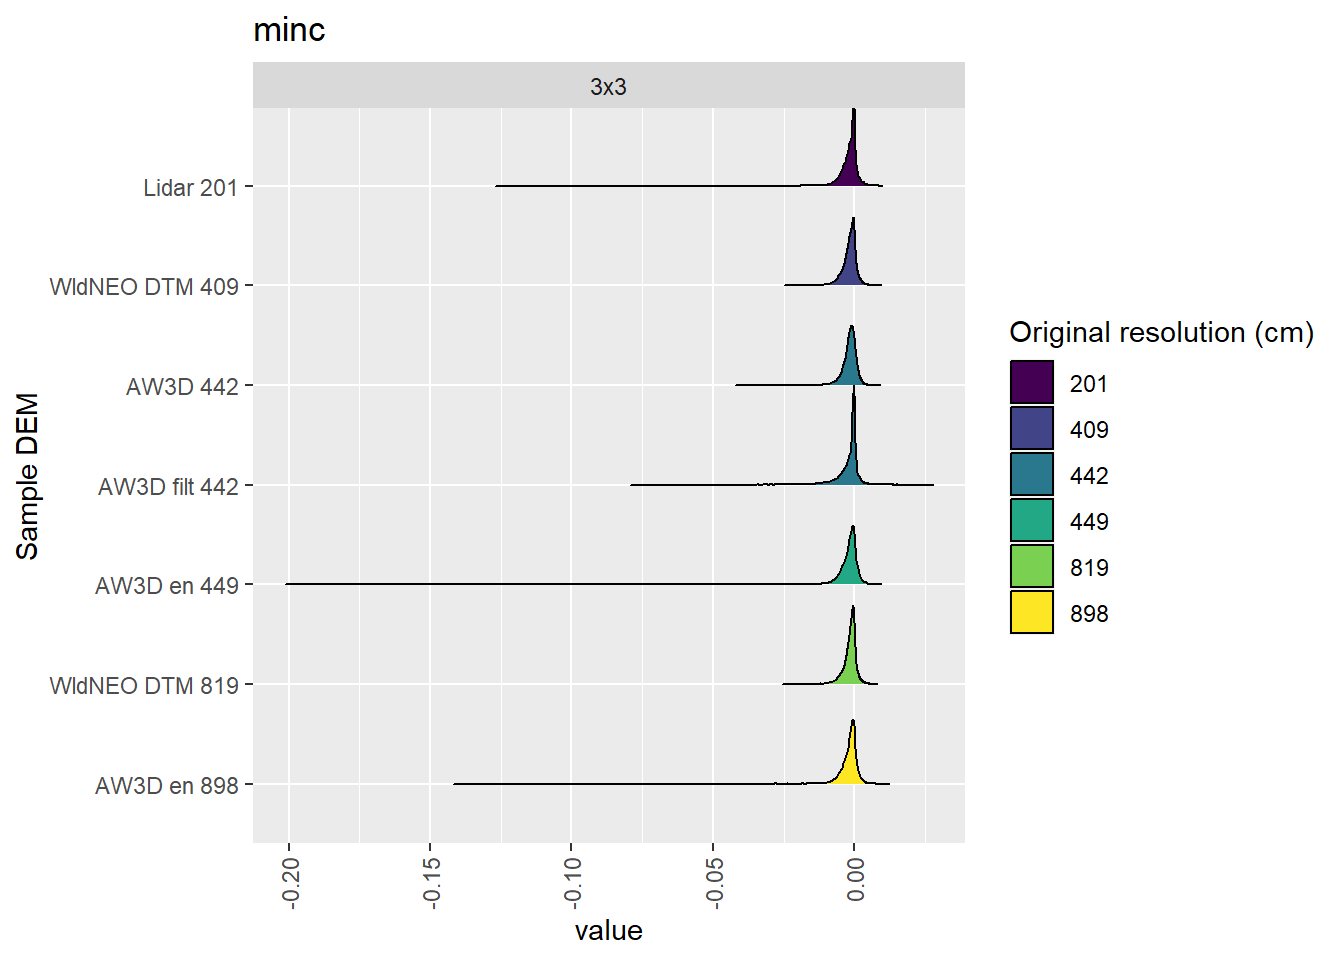 minc
3x3
Lidar 201
WldNEO DTM 409
AW3D 442
AW3D filt 442
AW3D en 449
WldNEO DTM 819
AW3D en 898
Sample DEM
-0.20
-0.15
-0.10
-0.05
0.00
value
Original resolution (cm)
201
409
442
449
819
898